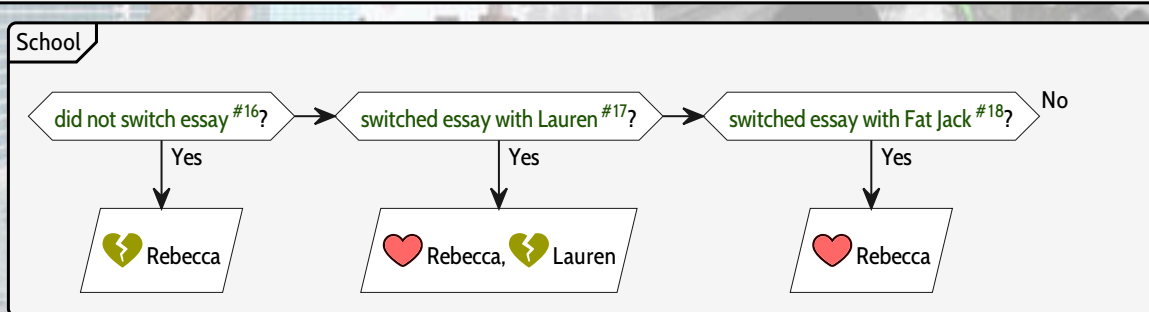 School
did not switch essay #16?
switched essay with Lauren #17?
switched essay with Fat Jack #18?
No
Yes
Yes
Yes
Rebecca
Rebecca, Lauren
Rebecca